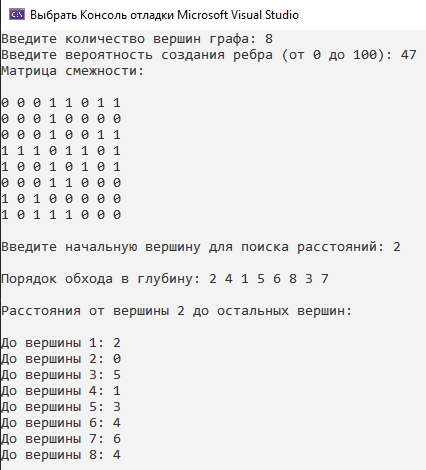 Выбрать Консоль отладки Microsoft Visual Studio
Введите количество вершин графа: 8
Введите вероятность создания ребра (от 0 до 100): 47
Матрица смежности:
0 0 0 1 1 0 1 1
0 0 0 1 0 0 0 0
0 0 0 1 0 0 1 1
1 1 1 0 1 1 0 1
1 0 0 1 0 1 0 1
0 0 0 1 1 0 0 0
1 0 1 0 0 0 0 0
1 0 1 1 1 0 0 0
Введите начальную вершину для поиска расстояний: 2
Порядок обхода в глубину: 2 4 1 5 6 8 3 7
Расстояния от вершины 2 до остальных вершин:
До вершины 1: 2
До вершины 2: 0
До вершины 3: 5
До вершины 4: 1
До вершины 5: 3
До вершины 6: 4
До вершины 7: 6
До вершины 8: 4